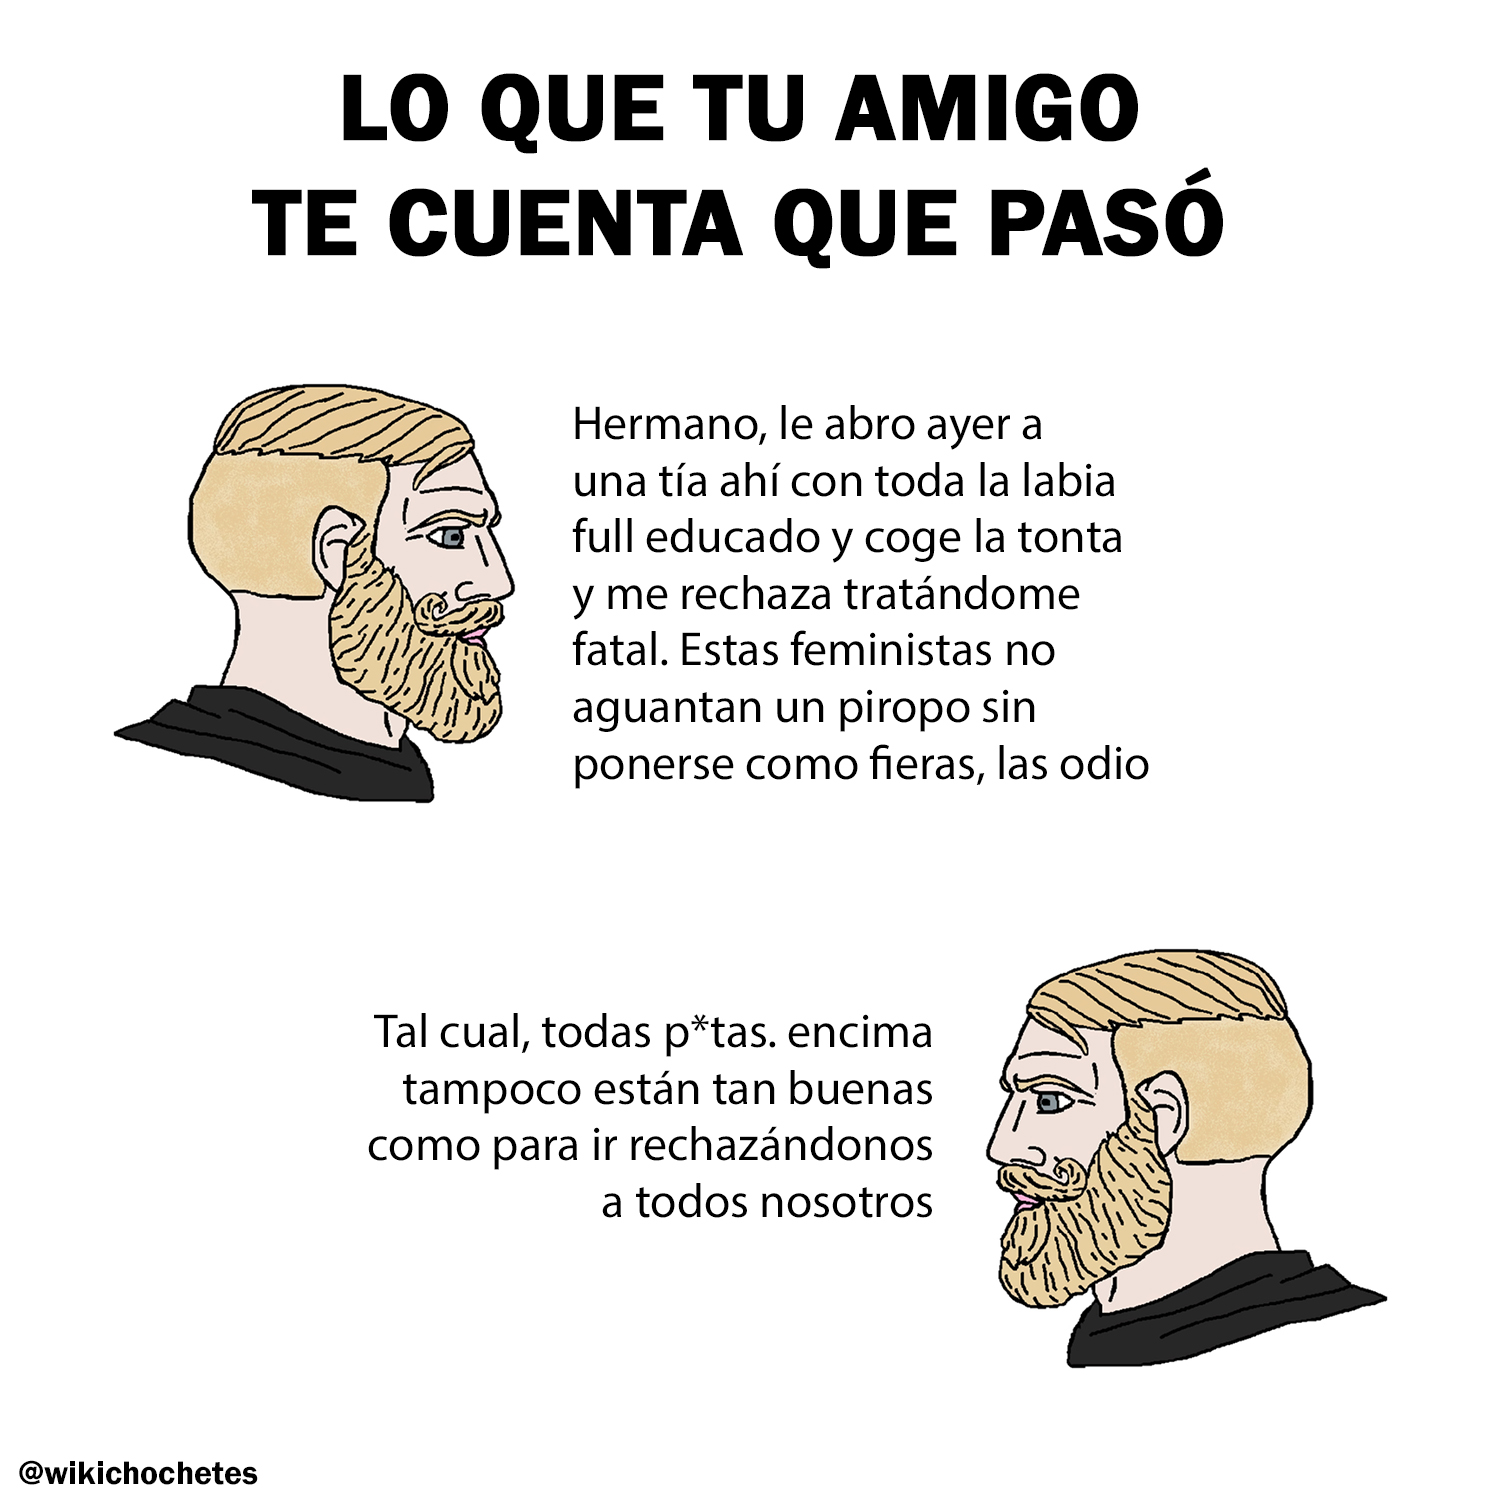 LO QUE TU AMIGO
TE CUENTA QUE PASÓ
Hermano, le abro ayer a
una tía ahí con toda la labia
full educado y coge la tonta
y me rechaza tratándome
fatal. Estas feministas no
aguantan un piropo sin
ponerse como fieras, las odio
Tal cual, todas p*tas. encima
tampoco están tan buenas
como para ir rechazándonos
a todos nosotros
@wikichochetes